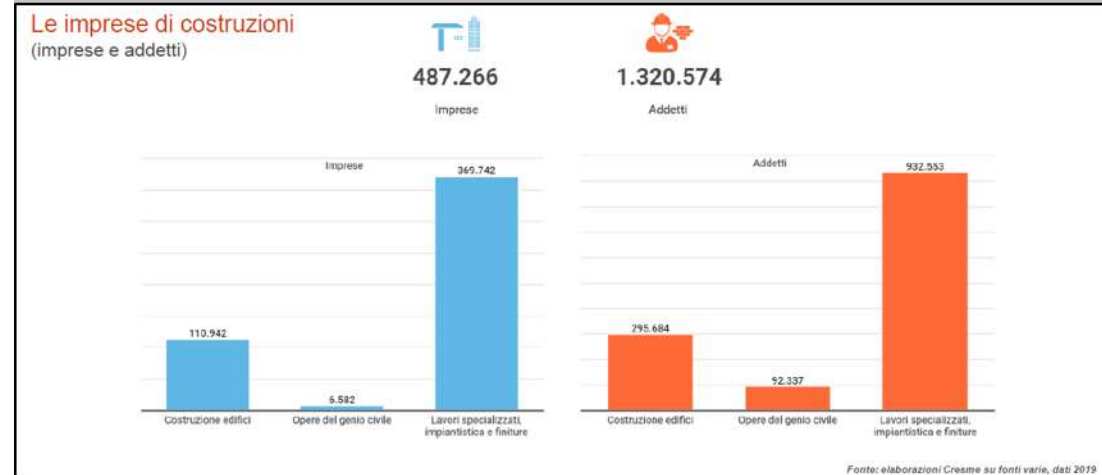 Le imprese di costruzioni
(imprese e addetti)
487.266
Imprese
1.320.574
Addetti
Imprese
369.742
110.942
6.582
Costruzione edifici
Opere del genio civile
Lavori specializzati,
impiantistica e finiture
Addetti
932.553
295.684
92.337
Costruzione edifici
Opere del genio civile
Lavori specializzati,
impiantistica e finiture
Fonte: elaborazioni Cresme su fonti varie, dati 2019